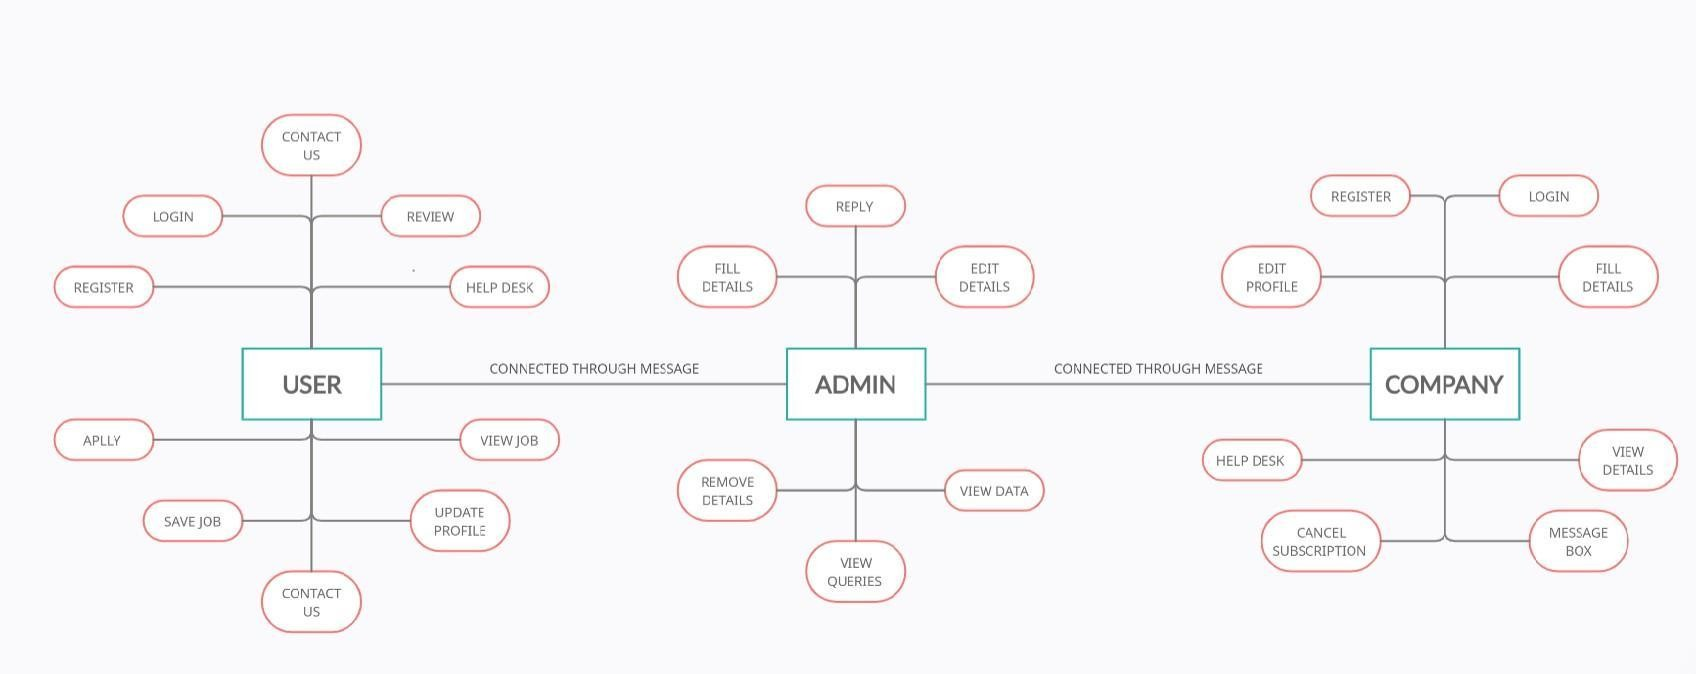 CONTACT
US
LOGIN
REVIEW
REGISTER
HELP DESK
USER
APLLY
VIEW JOB
SAVE JOB
UPDATE
PROFILE
CONTACT
US
CONNECTED THROUGH MESSAGE
REPLY
FILL
DETAILS
EDIT
DETAILS
ADMIN
REMOVE
DETAILS
VIEW DATA
VIEW
QUERIES
CONNECTED THROUGH MESSAGE
REGISTER
LOGIN
EDIT
PROFILE
FILL
DETAILS
COMPANY
HELP DESK
VIEW
DETAILS
CANCEL
SUBSCRIPTION
MESSAGE
BOX